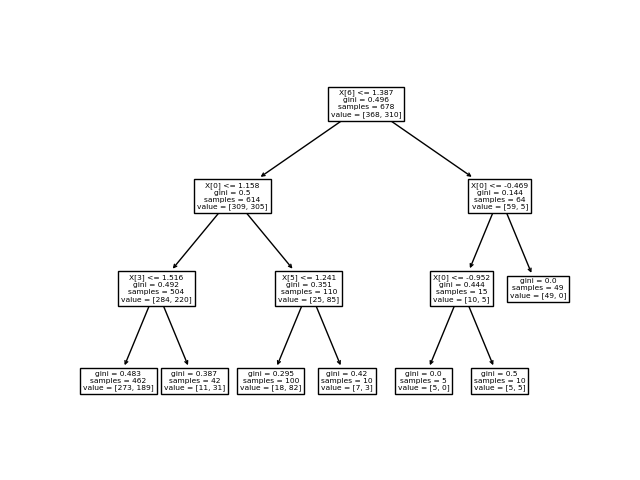 X[6] <= 1.387
gini = 0.496
samples = 678
value = [368, 310]
X[0] <= 1.158
gini = 0.5
samples = 614
value = [309, 305]
X[0] <= -0.469
gini = 0.144
samples = 64
value = [59, 5]
X[3] <= 1.516
gini = 0.492
samples = 504
value = [284, 220]
X[5] <= 1.241
gini = 0.351
samples = 110
value = [25, 85]
X[0] <= -0.952
gini = 0.444
samples = 15
value = [10, 5]
gini = 0.0
samples = 49
value = [49, 0]
gini = 0.483
samples = 462
value = [273, 189]
gini = 0.387
samples = 42
value = [11, 31]
gini = 0.295
samples = 100
value = [18, 82]
gini = 0.42
samples = 10
value = [7, 3]
gini = 0.0
samples = 5
value = [5, 0]
gini = 0.5
samples = 10
value = [5, 5]